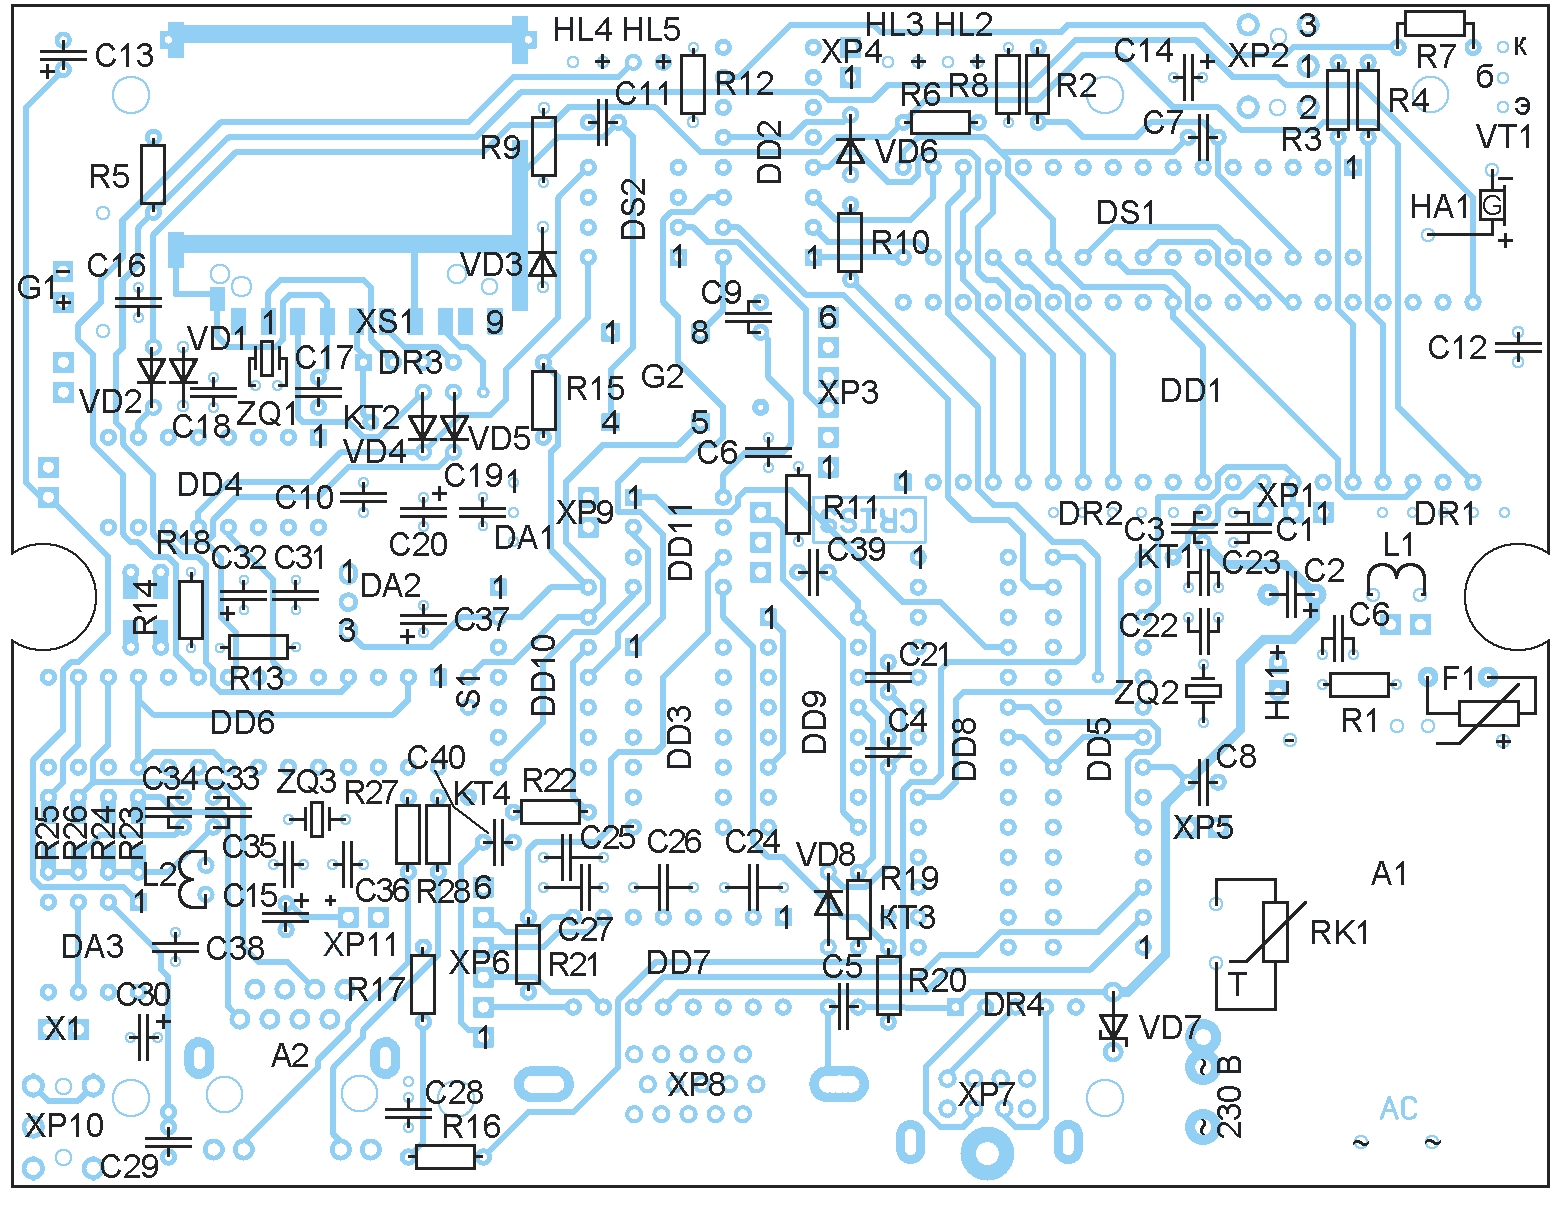 HL4 HL5
HL3 HL2
XP4
1
C14
XP2
3
1
2
R7
к
б
э
VT1
C13
+
+
+
+
+
+
R12
C11
R6
R8
R2
C7
R3
R4
R9
DD2
VD6
1
R5
DS2
DS1
HA1
G
-
+
R10
1
1
C16
G1
-
+
VD3
C9
6
VD1
1
XS1
9
1
8
C17
DR3
C12
VD2
C18
ZQ1
KT2
R15
G2
XP3
DD1
4
5
1
VD4
VD5
C6
1
DD4
C10
+
C19
1
XP9
1
R11
1
CRISS
DR2
C3
XP1
1
C1
DR1
C20
DA1
DD11
R18
C32
C31
C39
1
KT1
C23
C2
+
L1
R14
1
DA2
3
+
+
C37
1
1
C22
C6
R13
1
S1
DD10
1
C21
ZQ2
HL1
+
-
R1
F1
+
DD6
DD3
DD9
C4
DD8
DD5
C40
C8
C34
C33
ZQ3
R27
KT4
R22
R25
R26
R24
R23
C35
C25
C26
C24
VD8
XP5
L2
C15
+
+
C36
R28
6
R19
A1
1
C27
1
KT3
1
RK1
T
DA3
C38
XP11
XP6
R21
DD7
C5
C30
+
R17
R20
DR4
X1
1
VD7
A2
~
230 В
~
XP8
XP7
XP10
C28
AC
R16
~
~
C29